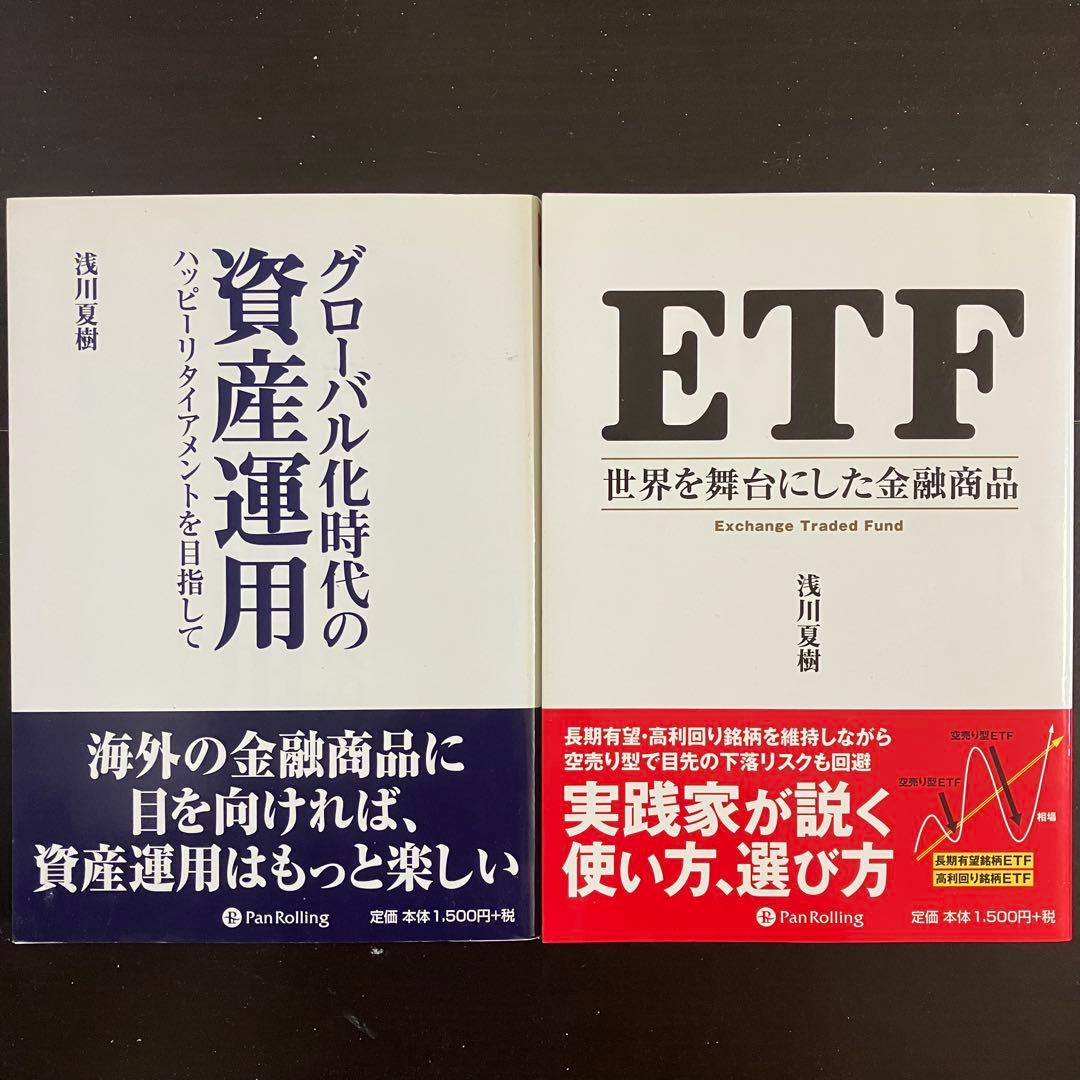 グローバル化時代の
資産運用
ハッピーリタイアメントを目指して
浅川夏樹
海外の金融商品に
目を向ければ、
資産運用はもっと楽しい
PanRolling
定価 本体1,500円+税
ETF
世界を舞台にした金融商品
Exchange Traded Fund
浅川夏樹
長期有望・高利回り銘柄を維持しながら
空売り型で目先の下落リスクも回避
実践家が説く
使い方、選び方
空売り型ETF
空売り型ETF
相場
長期有望銘柄ETF
高利回り銘柄ETF
PanRolling
定価 本体1,500円+税